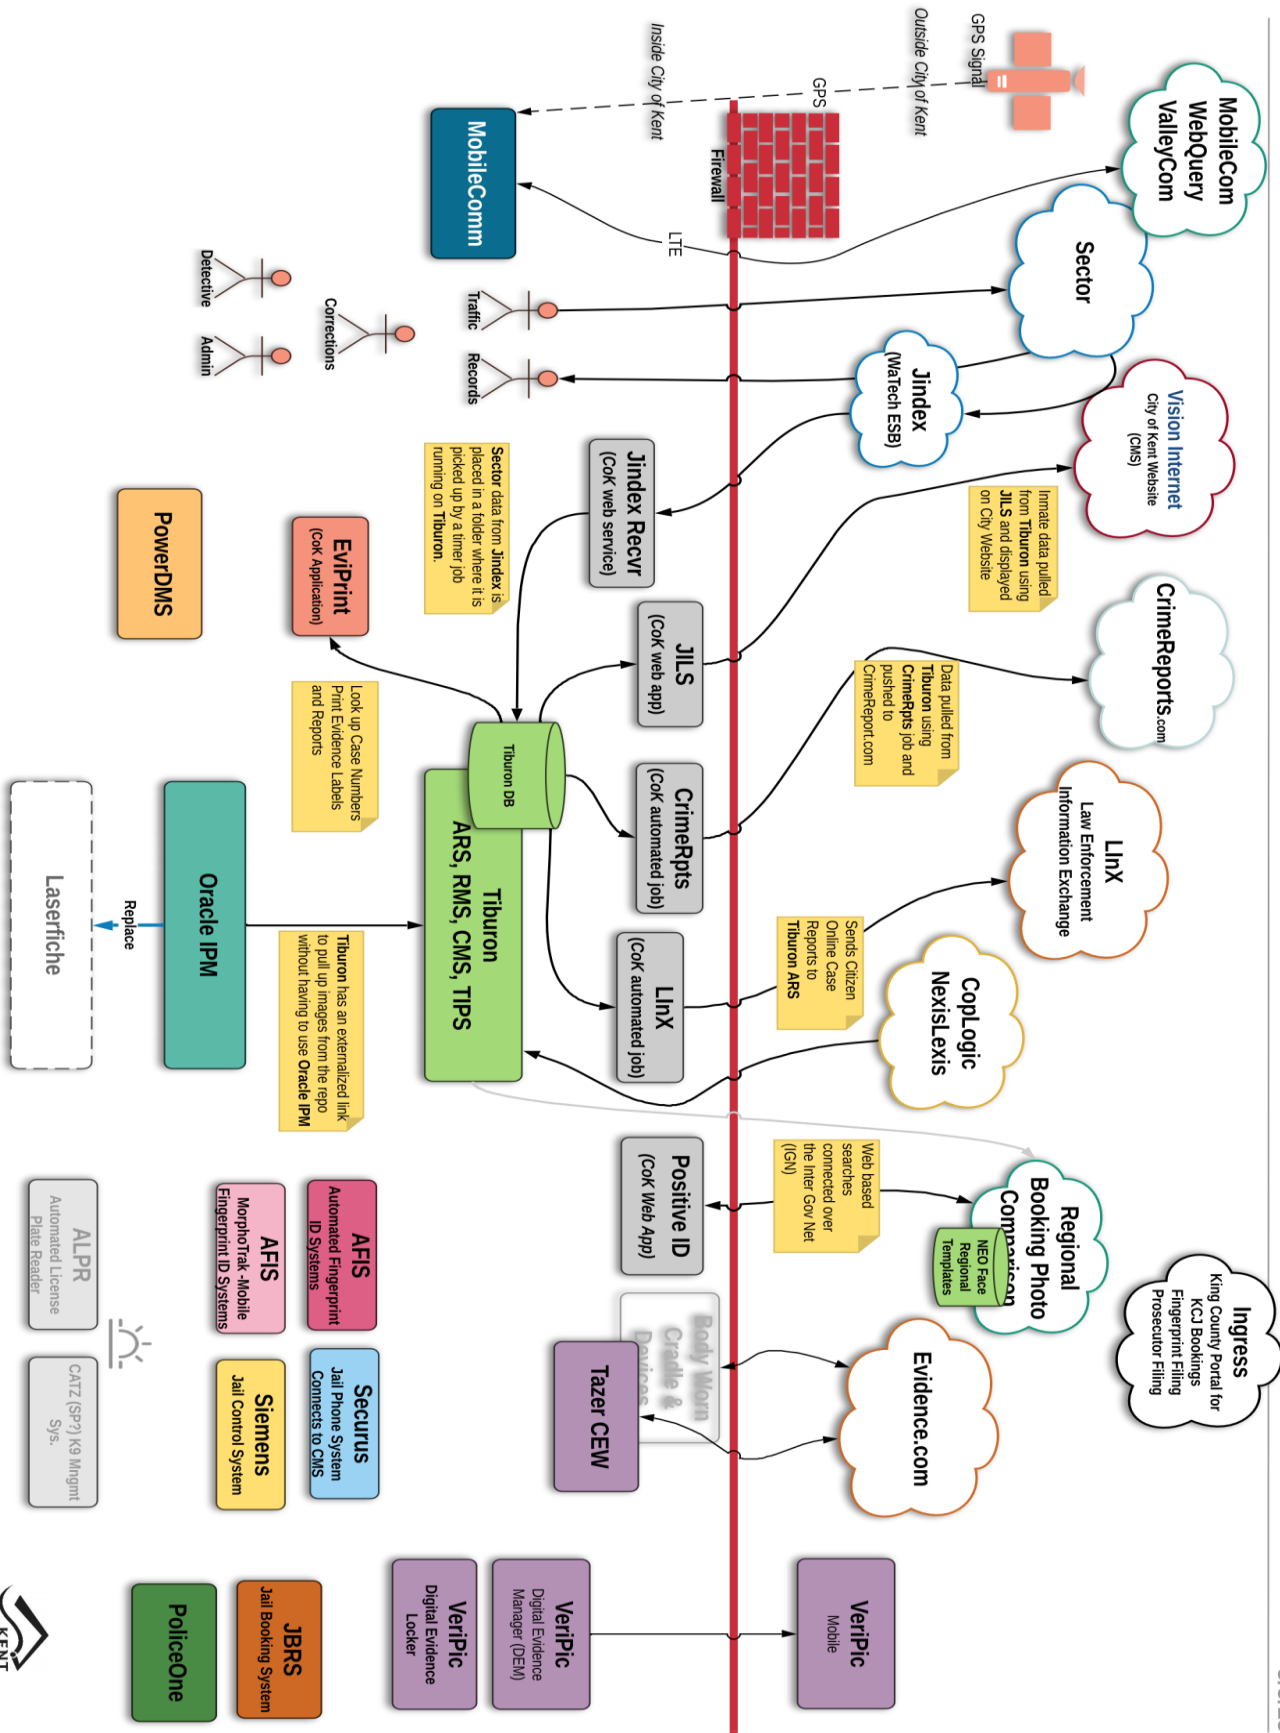 GPS Signal
Outside City of Kent
Inside City of Kent
GPS
Firewall
LTE
MobileCom
WebQuery
ValleyCom
Sector
Jindex
(WaTech ESB)
Vision Internet
City of Kent Website
(CMS)
Inmate data pulled
from Tiburon using
JILS and displayed
on City Website
CrimeReports.com
Data pulled from
Tiburon using
CrimeRpts job and
pushed to
CrimeReport.com
LInX
Law Enforcement
Information Exchange
Sends Citizen
Online Case
Reports to
Tiburon ARS
CopLogic
NexisLexis
Regional
Booking Photo
Comparison
NEO Face
Regional
Templates
Web based
searches
connected over
the Inter Gov Net
(IGN)
Ingress
King County Portal for
KCJ Bookings
Fingerprint Filing
Prosecutor Filing
Evidence.com
VeriPic
Mobile
MobileComm
Traffic
Records
Corrections
Detective
Admin
Jindex Recvr
(CoK web service)
Sector data from Jindex is
placed in a folder where it is
picked up by a timer job
running on Tiburon.
JILS
(CoK web app)
CrimeRpts
(CoK automated job)
LInX
(CoK automated job)
Positive ID
(CoK Web App)
Body Worn
Cradle &
Devices
Tazer CEW
VeriPic
Digital Evidence
Manager (DEM)
VeriPic
Digital Evidence
Locker
Tiburon DB
Tiburon
ARS, RMS, CMS, TIPS
EviPrint
(CoK Application)
Look up Case Numbers
Print Evidence Labels
and Reports
PowerDMS
Tiburon has an externalized link
to pull up images from the repo
without having to use Oracle IPM
Oracle IPM
Replace
Laserfiche
AFIS
Automated Fingerprint
ID Systems
AFIS
MorphoTrak -Mobile
Fingerprint ID Systems
Securus
Jail Phone System
Connects to CMS
Siemens
Jail Control System
ALPR
Automated License
Plate Reader
CATZ (SP?) K9 Mngmt
Sys.
JBRS
Jail Booking System
PoliceOne
KENT